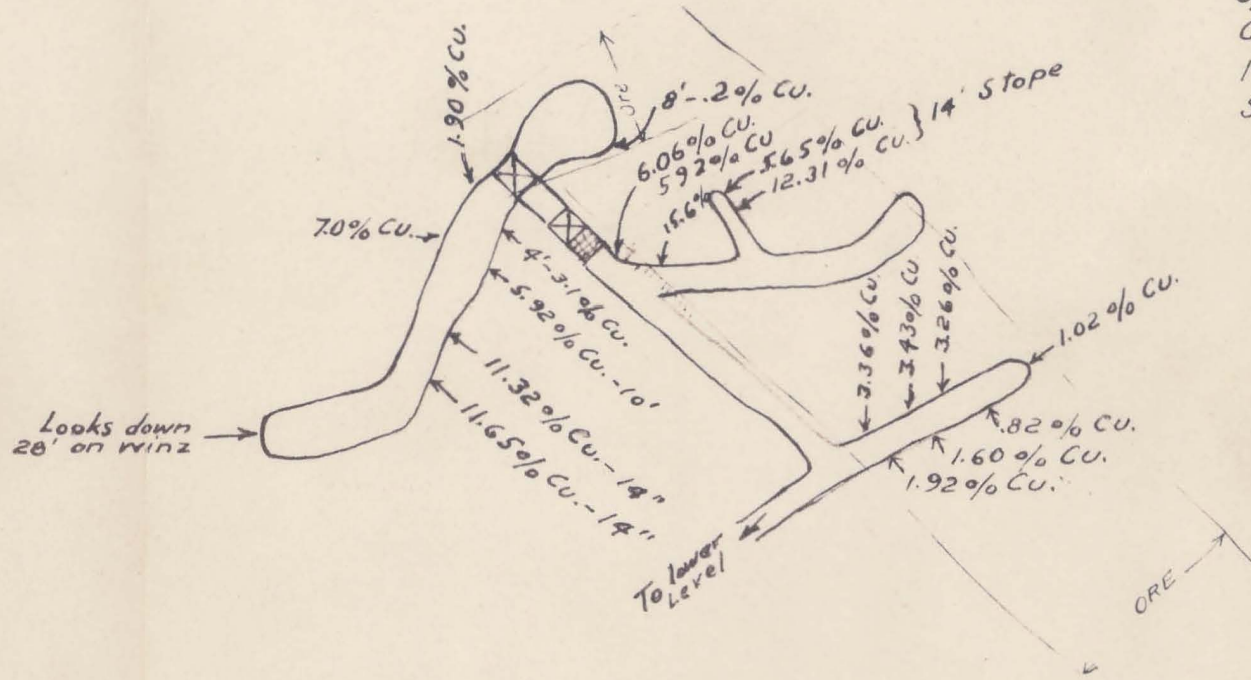 1.90% Cu.
ore
8'-.2% Cu.
6.06% Cu.
592% Cu
15.6%
5.65% Cu. } 14' Stope
12.31% Cu.
7.0% Cu.
4'-3.1% Cu.
5.92% Cu.-10'
11.32% Cu.-14"
11.65% Cu.-14"
Looks down
28' on winz
3.36% Cu.
3.43% Cu
3.26% Cu.
1.02% Cu.
.82% Cu.
1.60% Cu.
1.92% Cu.
To lower
Level
ORE